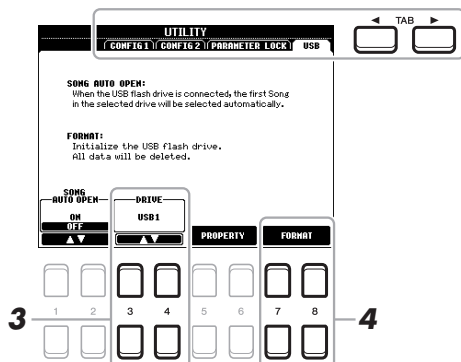 ◀ TAB ▶
UTILITY
CONFIG 1 CONFIG 2 PARAMETER LOCK USB
SONG AUTO OPEN:
When the USB flash drive is connected, the first Song
in the selected drive will be selected automatically.
FORMAT:
Initialize the USB flash drive.
All data will be deleted.
SONG
AUTO OPEN
ON
OFF
▲▼
DRIVE
USB1
▲▼
PROPERTY
FORMAT
3
1 2 3 4 5 6 7 8
4